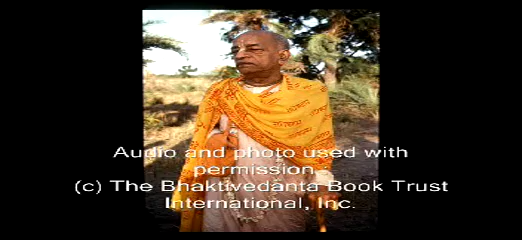 Audio and photo used with
permission.
(c) The Bhaktivedanta Book Trust
International, Inc.